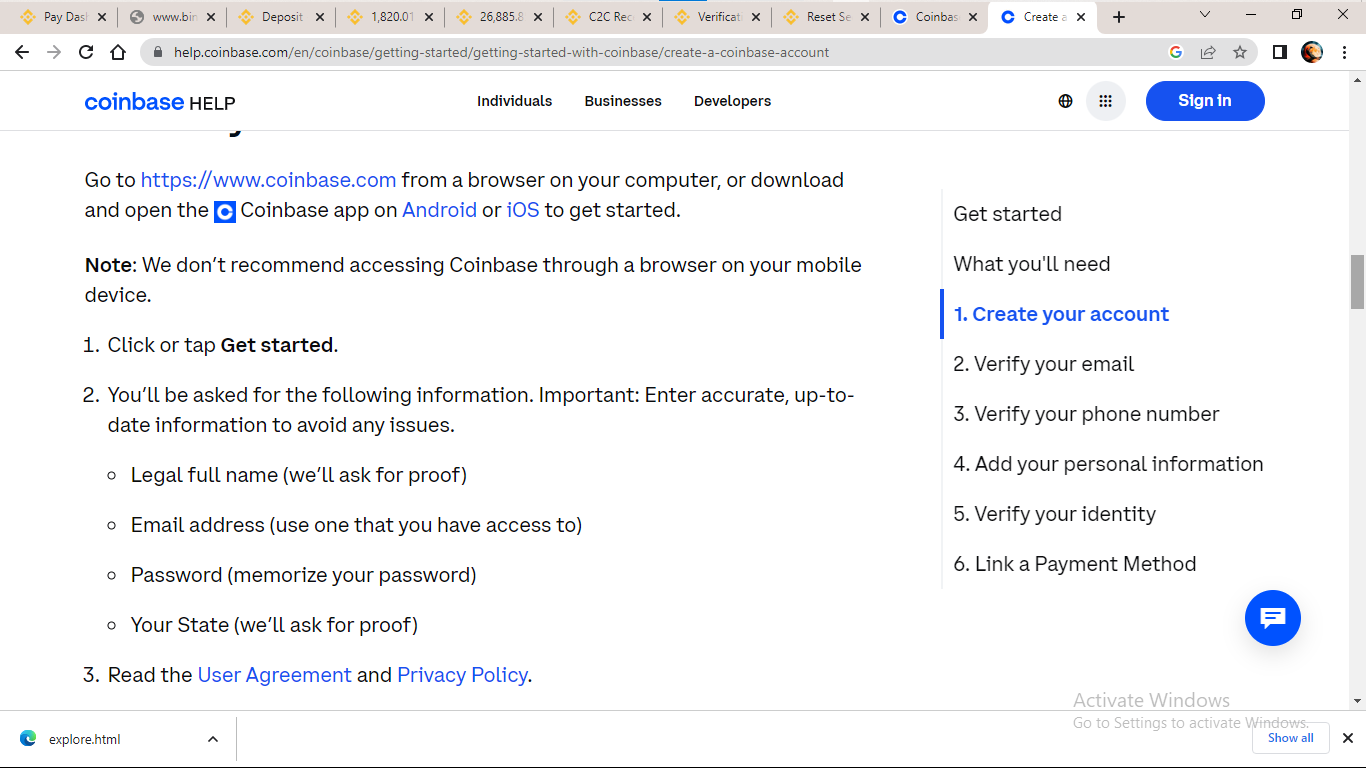 Pay Das
www.bin
Deposit
1,820.01
26,885.8
C2C Rec
Verificat
Reset Se
Coinbas
Create a
help.coinbase.com/en/coinbase/getting-started/getting-started-with-coinbase/create-a-coinbase-account
coinbase HELP
Individuals Businesses Developers
Sign in
Go to https://www.coinbase.com from a browser on your computer, or download
and open the Coinbase app on Android or iOS to get started.
Note: We don’t recommend accessing Coinbase through a browser on your mobile
device.
1. Click or tap Get started.
2. You’ll be asked for the following information. Important: Enter accurate, up-to-
date information to avoid any issues.
Legal full name (we’ll ask for proof)
Email address (use one that you have access to)
Password (memorize your password)
Your State (we’ll ask for proof)
3. Read the User Agreement and Privacy Policy.
Get started
What you'll need
1. Create your account
2. Verify your email
3. Verify your phone number
4. Add your personal information
5. Verify your identity
6. Link a Payment Method
Activate Windows
Go to Settings to activate Windows.
explore.html
Show all